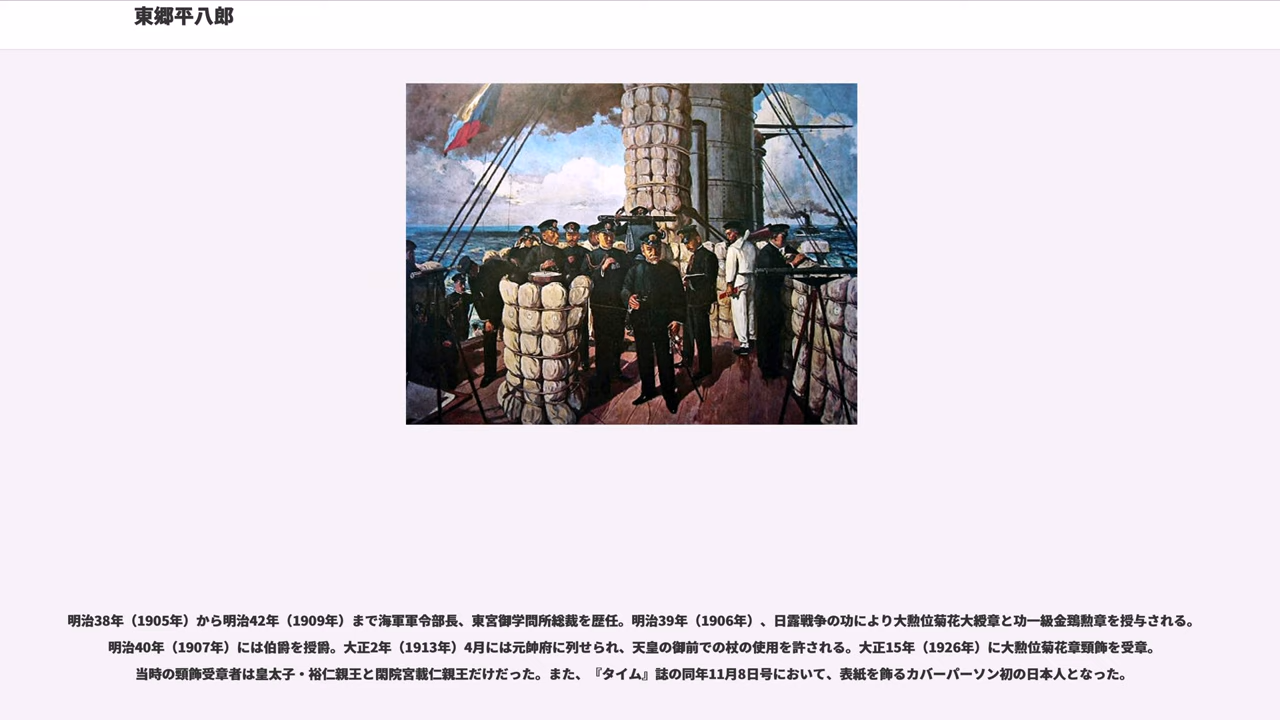 東郷平八郎
明治38年（1905年）から明治42年（1909年）まで海軍軍令部長、東宮御学問所総裁を歴任。明治39年（1906年）、日露戦争の功により大勲位菊花大綬章と功一級金鵄勲章を授与される。
明治40年（1907年）には伯爵を授爵。大正2年（1913年）4月には元帥府に列せられ、天皇の御前での杖の使用を許される。大正15年（1926年）に大勲位菊花章頸飾を受章。
当時の頸飾受章者は皇太子・裕仁親王と閑院宮載仁親王だけだった。また、『タイム』誌の同年11月8日号において、表紙を飾るカバーパーソン初の日本人となった。